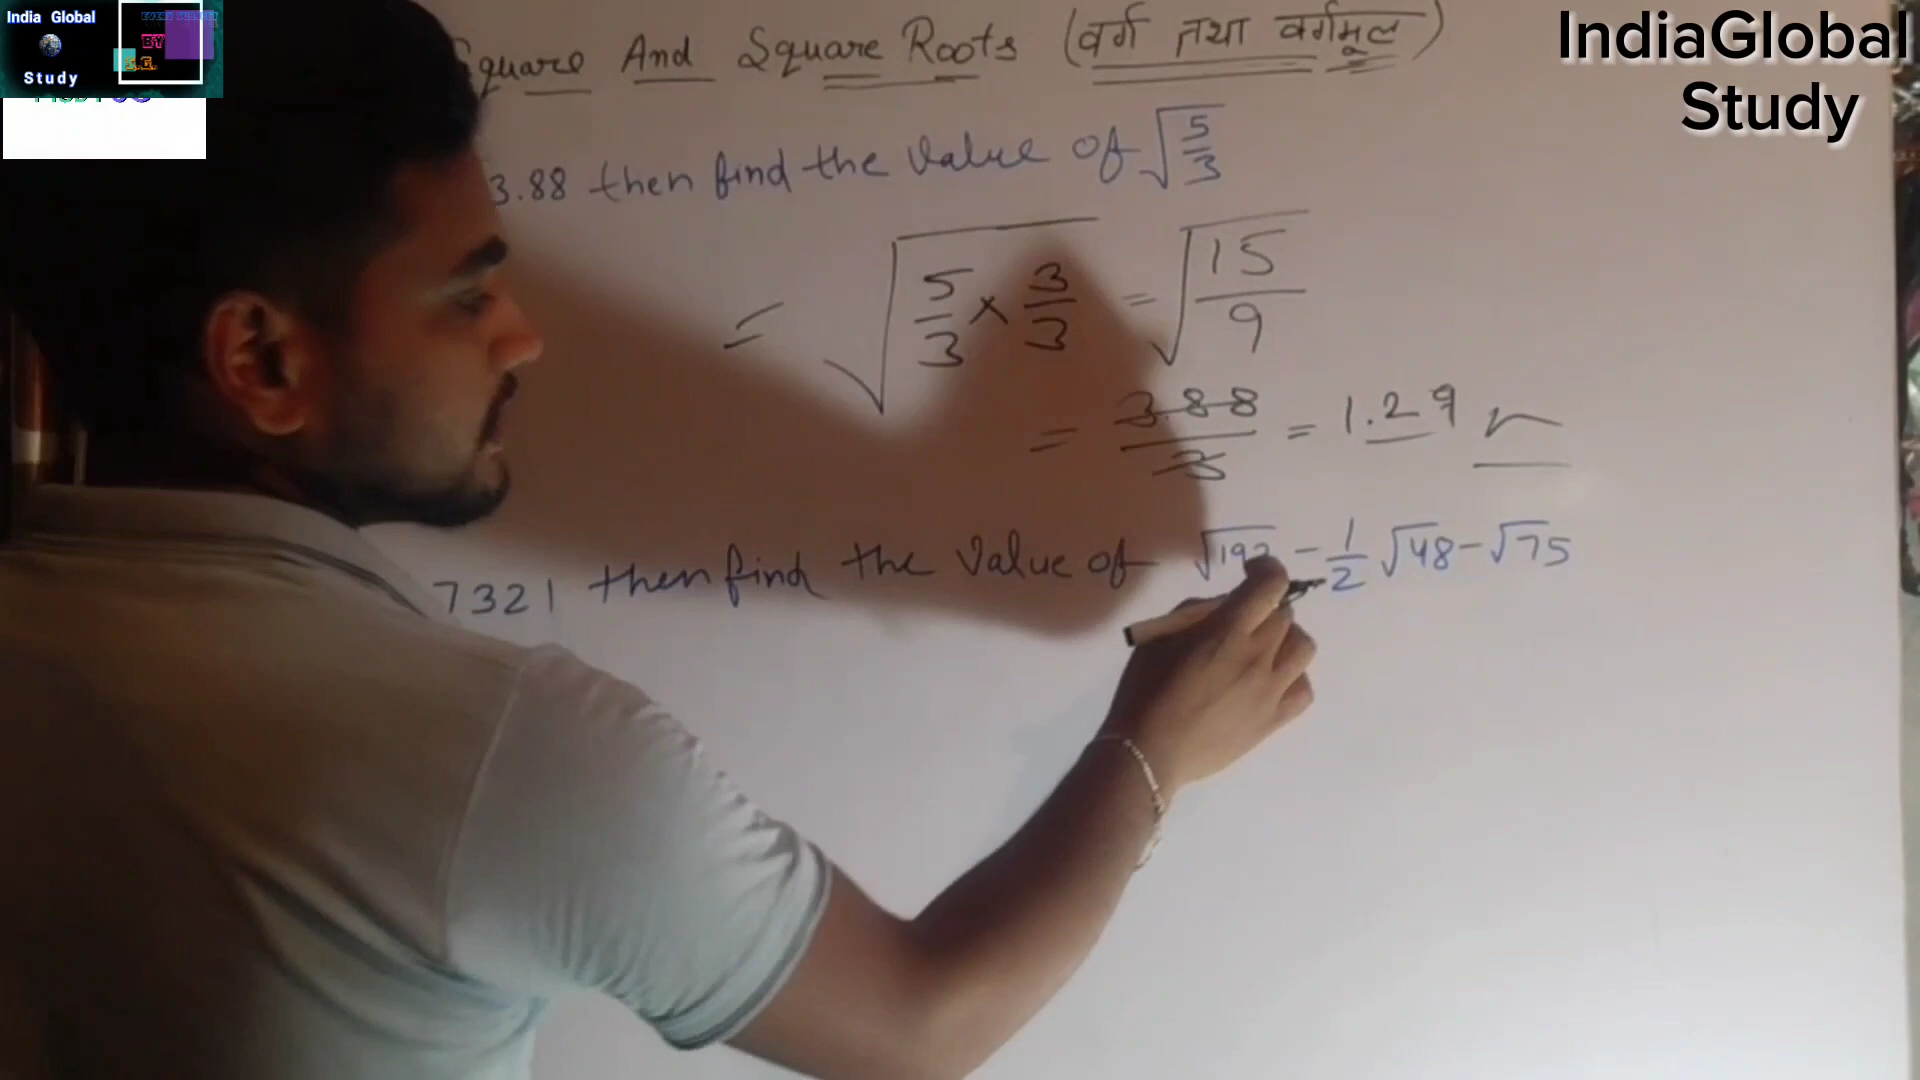 India Global
Study
EVERY SUBJECT
BY
S.G.
IndiaGlobal
Study
Square And Square Roots (वर्ग तथा वर्गमूल)
3.88 then find the value of √5/3
= √5/3 × 3/3 = √15/9
= 3.88/3 = 1.29
7321 then find the value of √192 - 1/2 √48 - √75